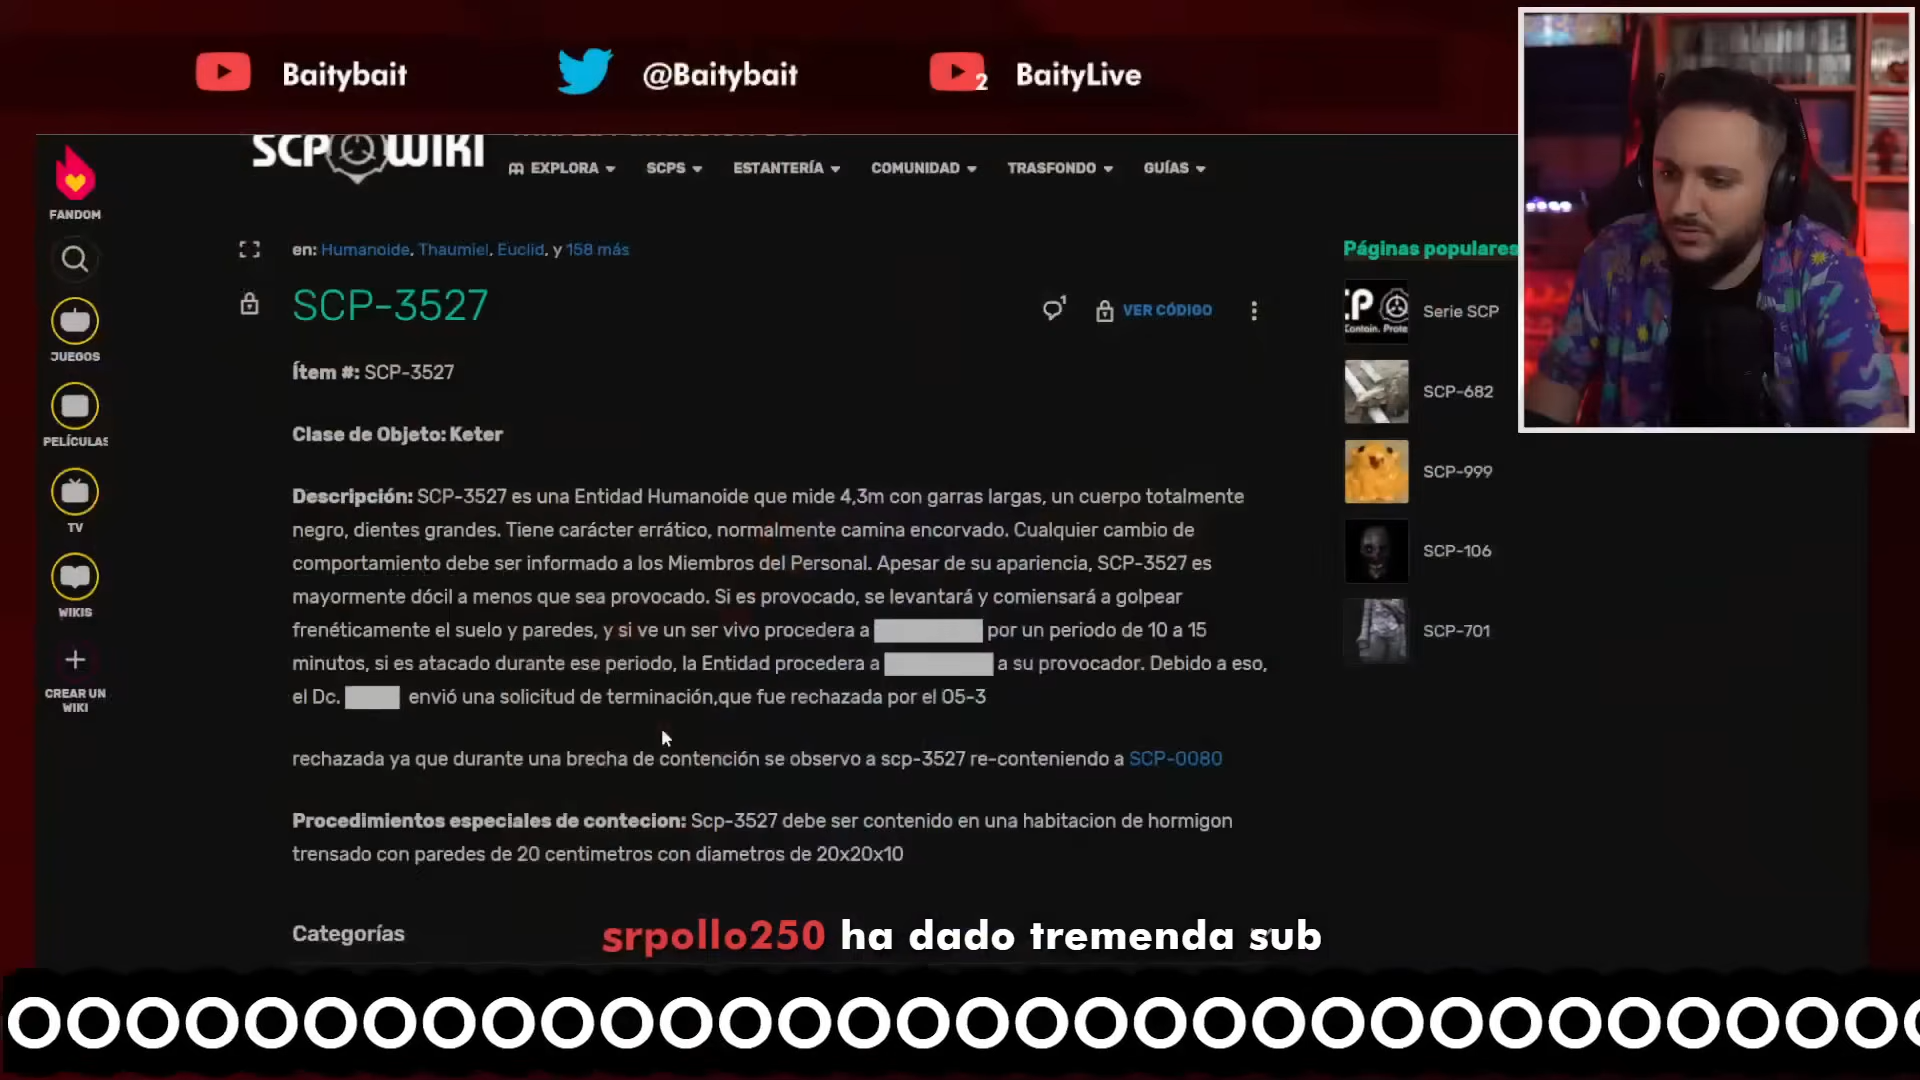 Baitybait
@Baitybait
2
BaityLive
SCP WIKI
EXPLORA
SCPS
ESTANTERÍA
COMUNIDAD
TRASFONDO
GUÍAS
FANDOM
JUEGOS
PELÍCULAS
TV
WIKIS
CREAR UN
WIKI
en: Humanoide, Thaumiel, Euclid, y 158 más
SCP-3527
1
VER CÓDIGO
Ítem #: SCP-3527
Clase de Objeto: Keter
Descripción: SCP-3527 es una Entidad Humanoide que mide 4,3m con garras largas, un cuerpo totalmente
negro, dientes grandes. Tiene carácter errático, normalmente camina encorvado. Cualquier cambio de
comportamiento debe ser informado a los Miembros del Personal. Apesar de su apariencia, SCP-3527 es
mayormente dócil a menos que sea provocado. Si es provocado, se levantará y comiensará a golpear
frenéticamente el suelo y paredes, y si ve un ser vivo procedera a por un periodo de 10 a 15
minutos, si es atacado durante ese periodo, la Entidad procedera a a su provocador. Debido a eso,
el Dc. envió una solicitud de terminación,que fue rechazada por el O5-3
rechazada ya que durante una brecha de contención se observo a scp-3527 re-conteniendo a SCP-0080
Procedimientos especiales de contecion: Scp-3527 debe ser contenido en una habitacion de hormigon
trensado con paredes de 20 centimetros con diametros de 20x20x10
Categorías
Páginas populares
Serie SCP
SCP-682
SCP-999
SCP-106
SCP-701
srpollo250 ha dado tremenda sub